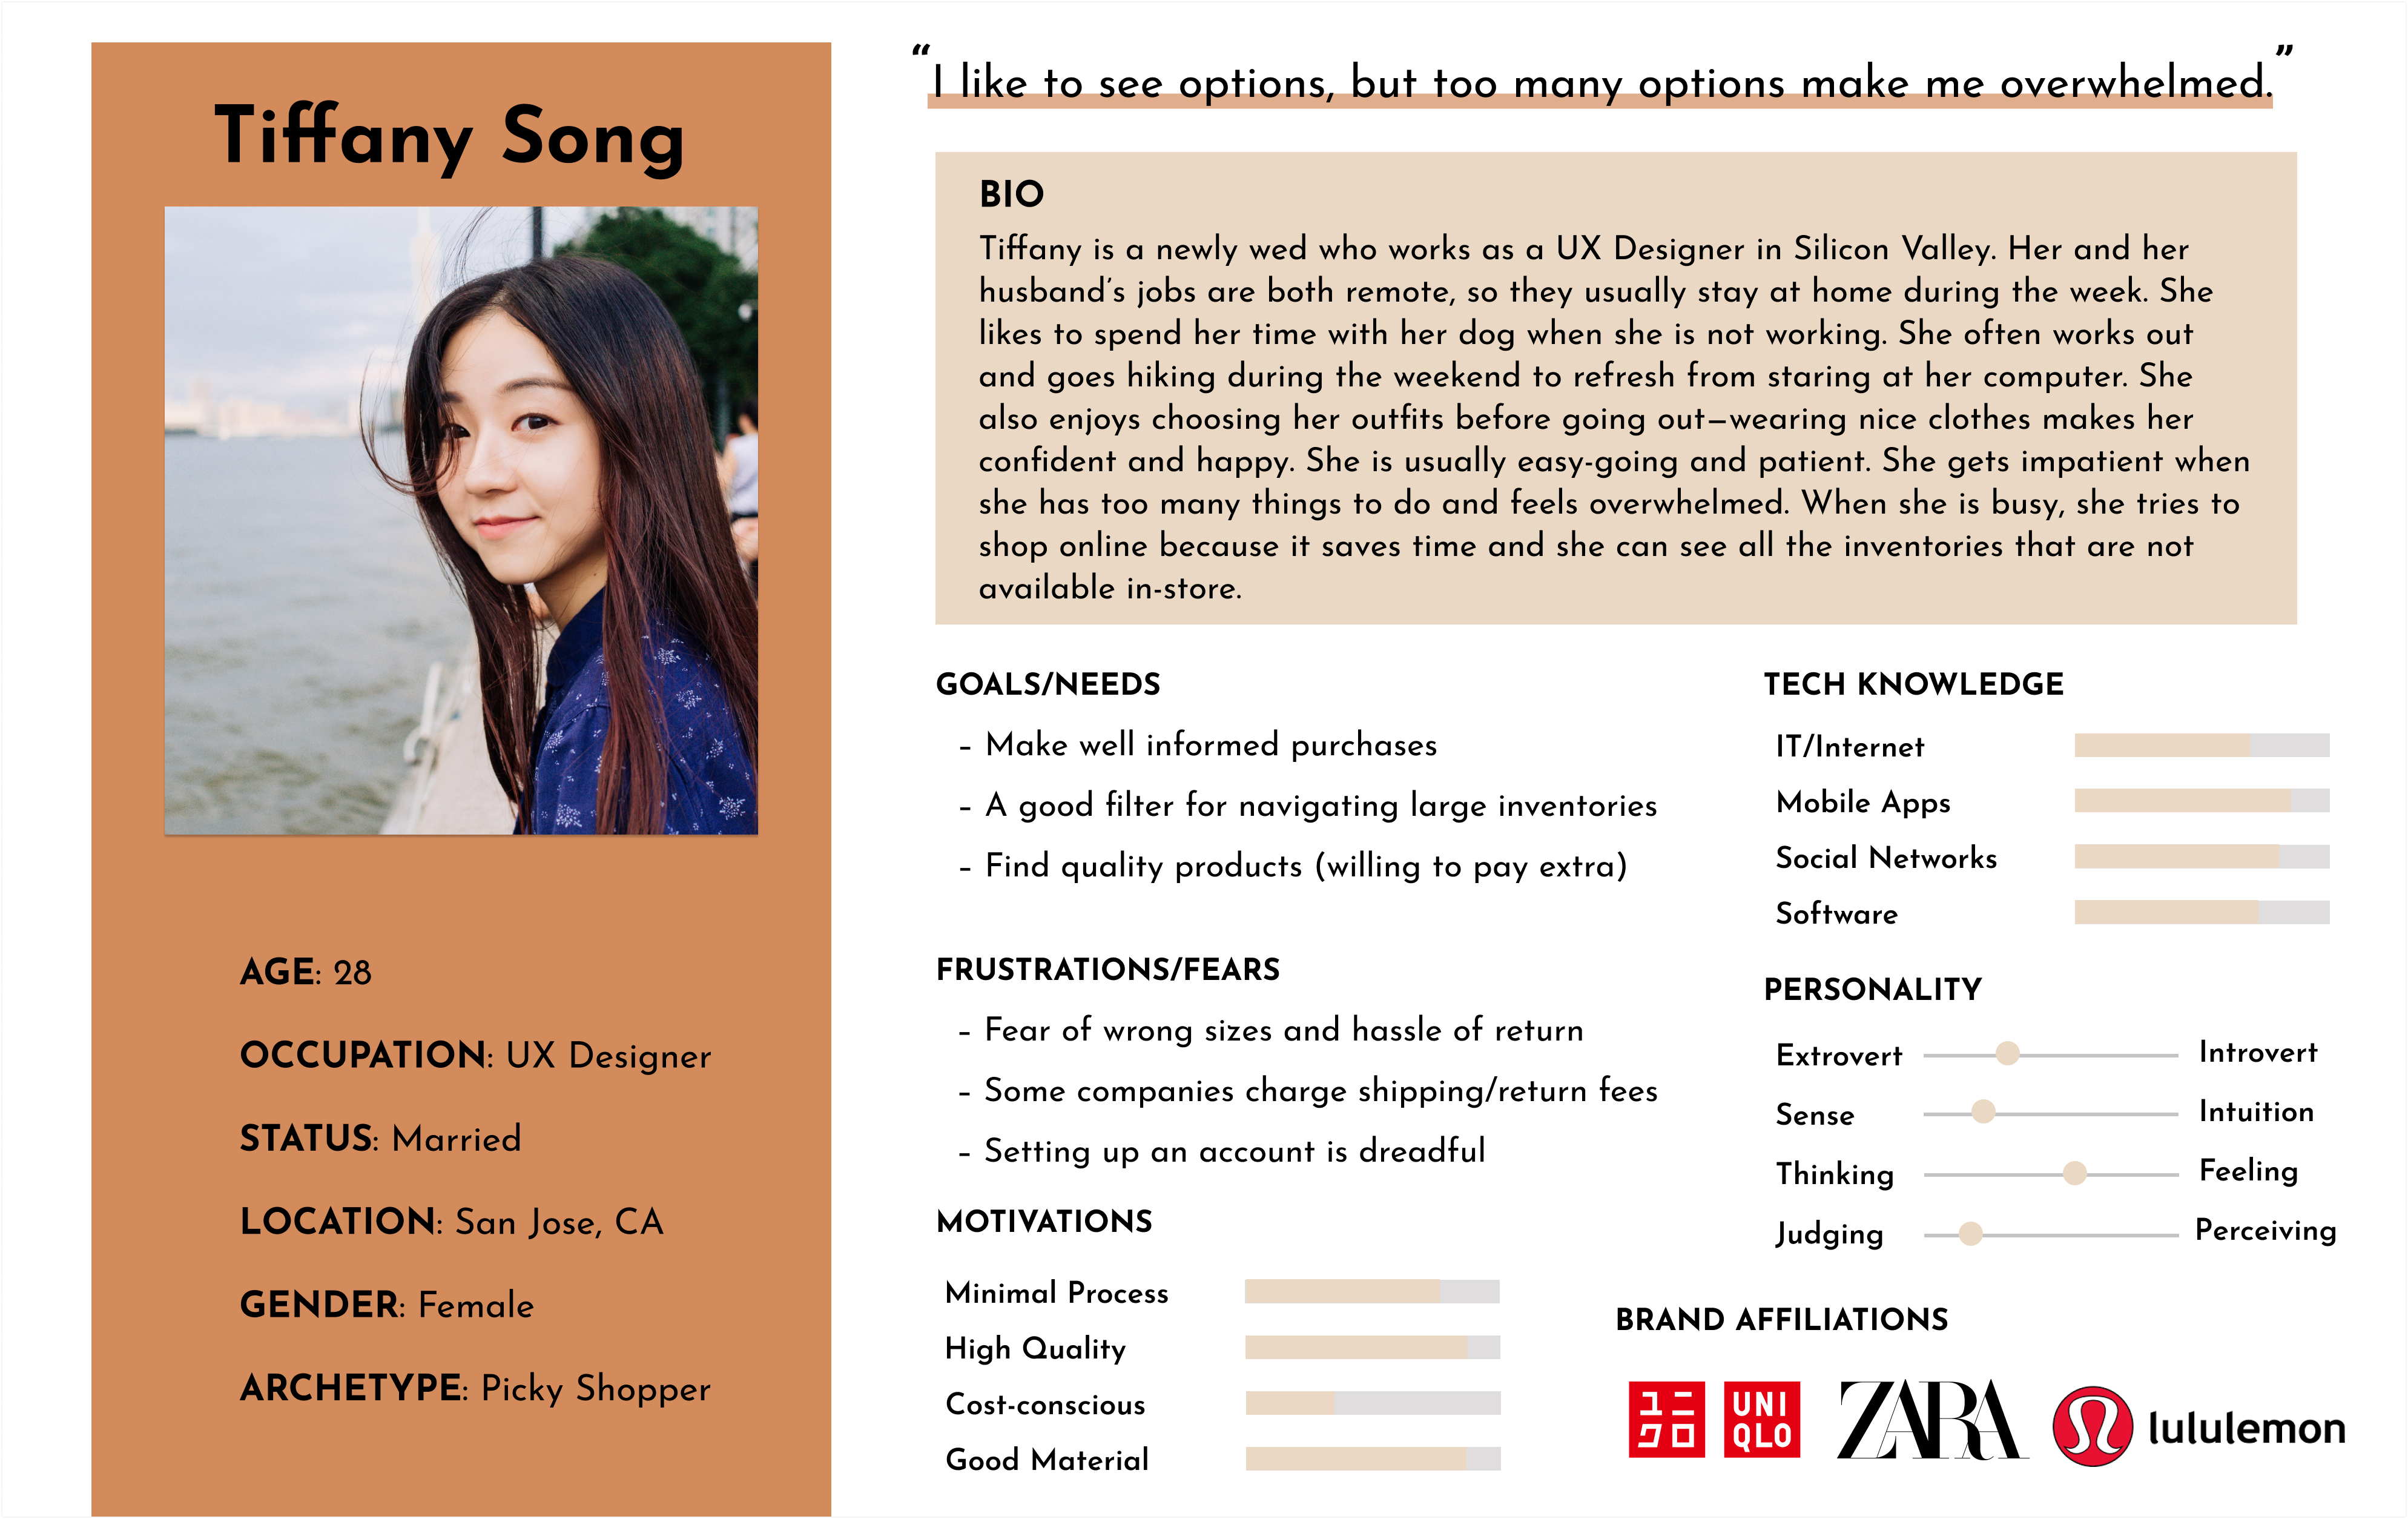 Tiffany Song
AGE: 28
OCCUPATION: UX Designer
STATUS: Married
LOCATION: San Jose, CA
GENDER: Female
ARCHETYPE: Picky Shopper
“I like to see options, but too many options make me overwhelmed.”
BIO
Tiffany is a newly wed who works as a UX Designer in Silicon Valley. Her and her
husband’s jobs are both remote, so they usually stay at home during the week. She
likes to spend her time with her dog when she is not working. She often works out
and goes hiking during the weekend to refresh from staring at her computer. She
also enjoys choosing her outfits before going out—wearing nice clothes makes her
confident and happy. She is usually easy-going and patient. She gets impatient when
she has too many things to do and feels overwhelmed. When she is busy, she tries to
shop online because it saves time and she can see all the inventories that are not
available in-store.
GOALS/NEEDS
– Make well informed purchases
– A good filter for navigating large inventories
– Find quality products (willing to pay extra)
FRUSTRATIONS/FEARS
– Fear of wrong sizes and hassle of return
– Some companies charge shipping/return fees
– Setting up an account is dreadful
MOTIVATIONS
Minimal Process
High Quality
Cost-conscious
Good Material
TECH KNOWLEDGE
IT/Internet
Mobile Apps
Social Networks
Software
PERSONALITY
Extrovert Introvert
Sense Intuition
Thinking Feeling
Judging Perceiving
BRAND AFFILIATIONS
ユニ
クロ
UNI
QLO
ZARA
lululemon